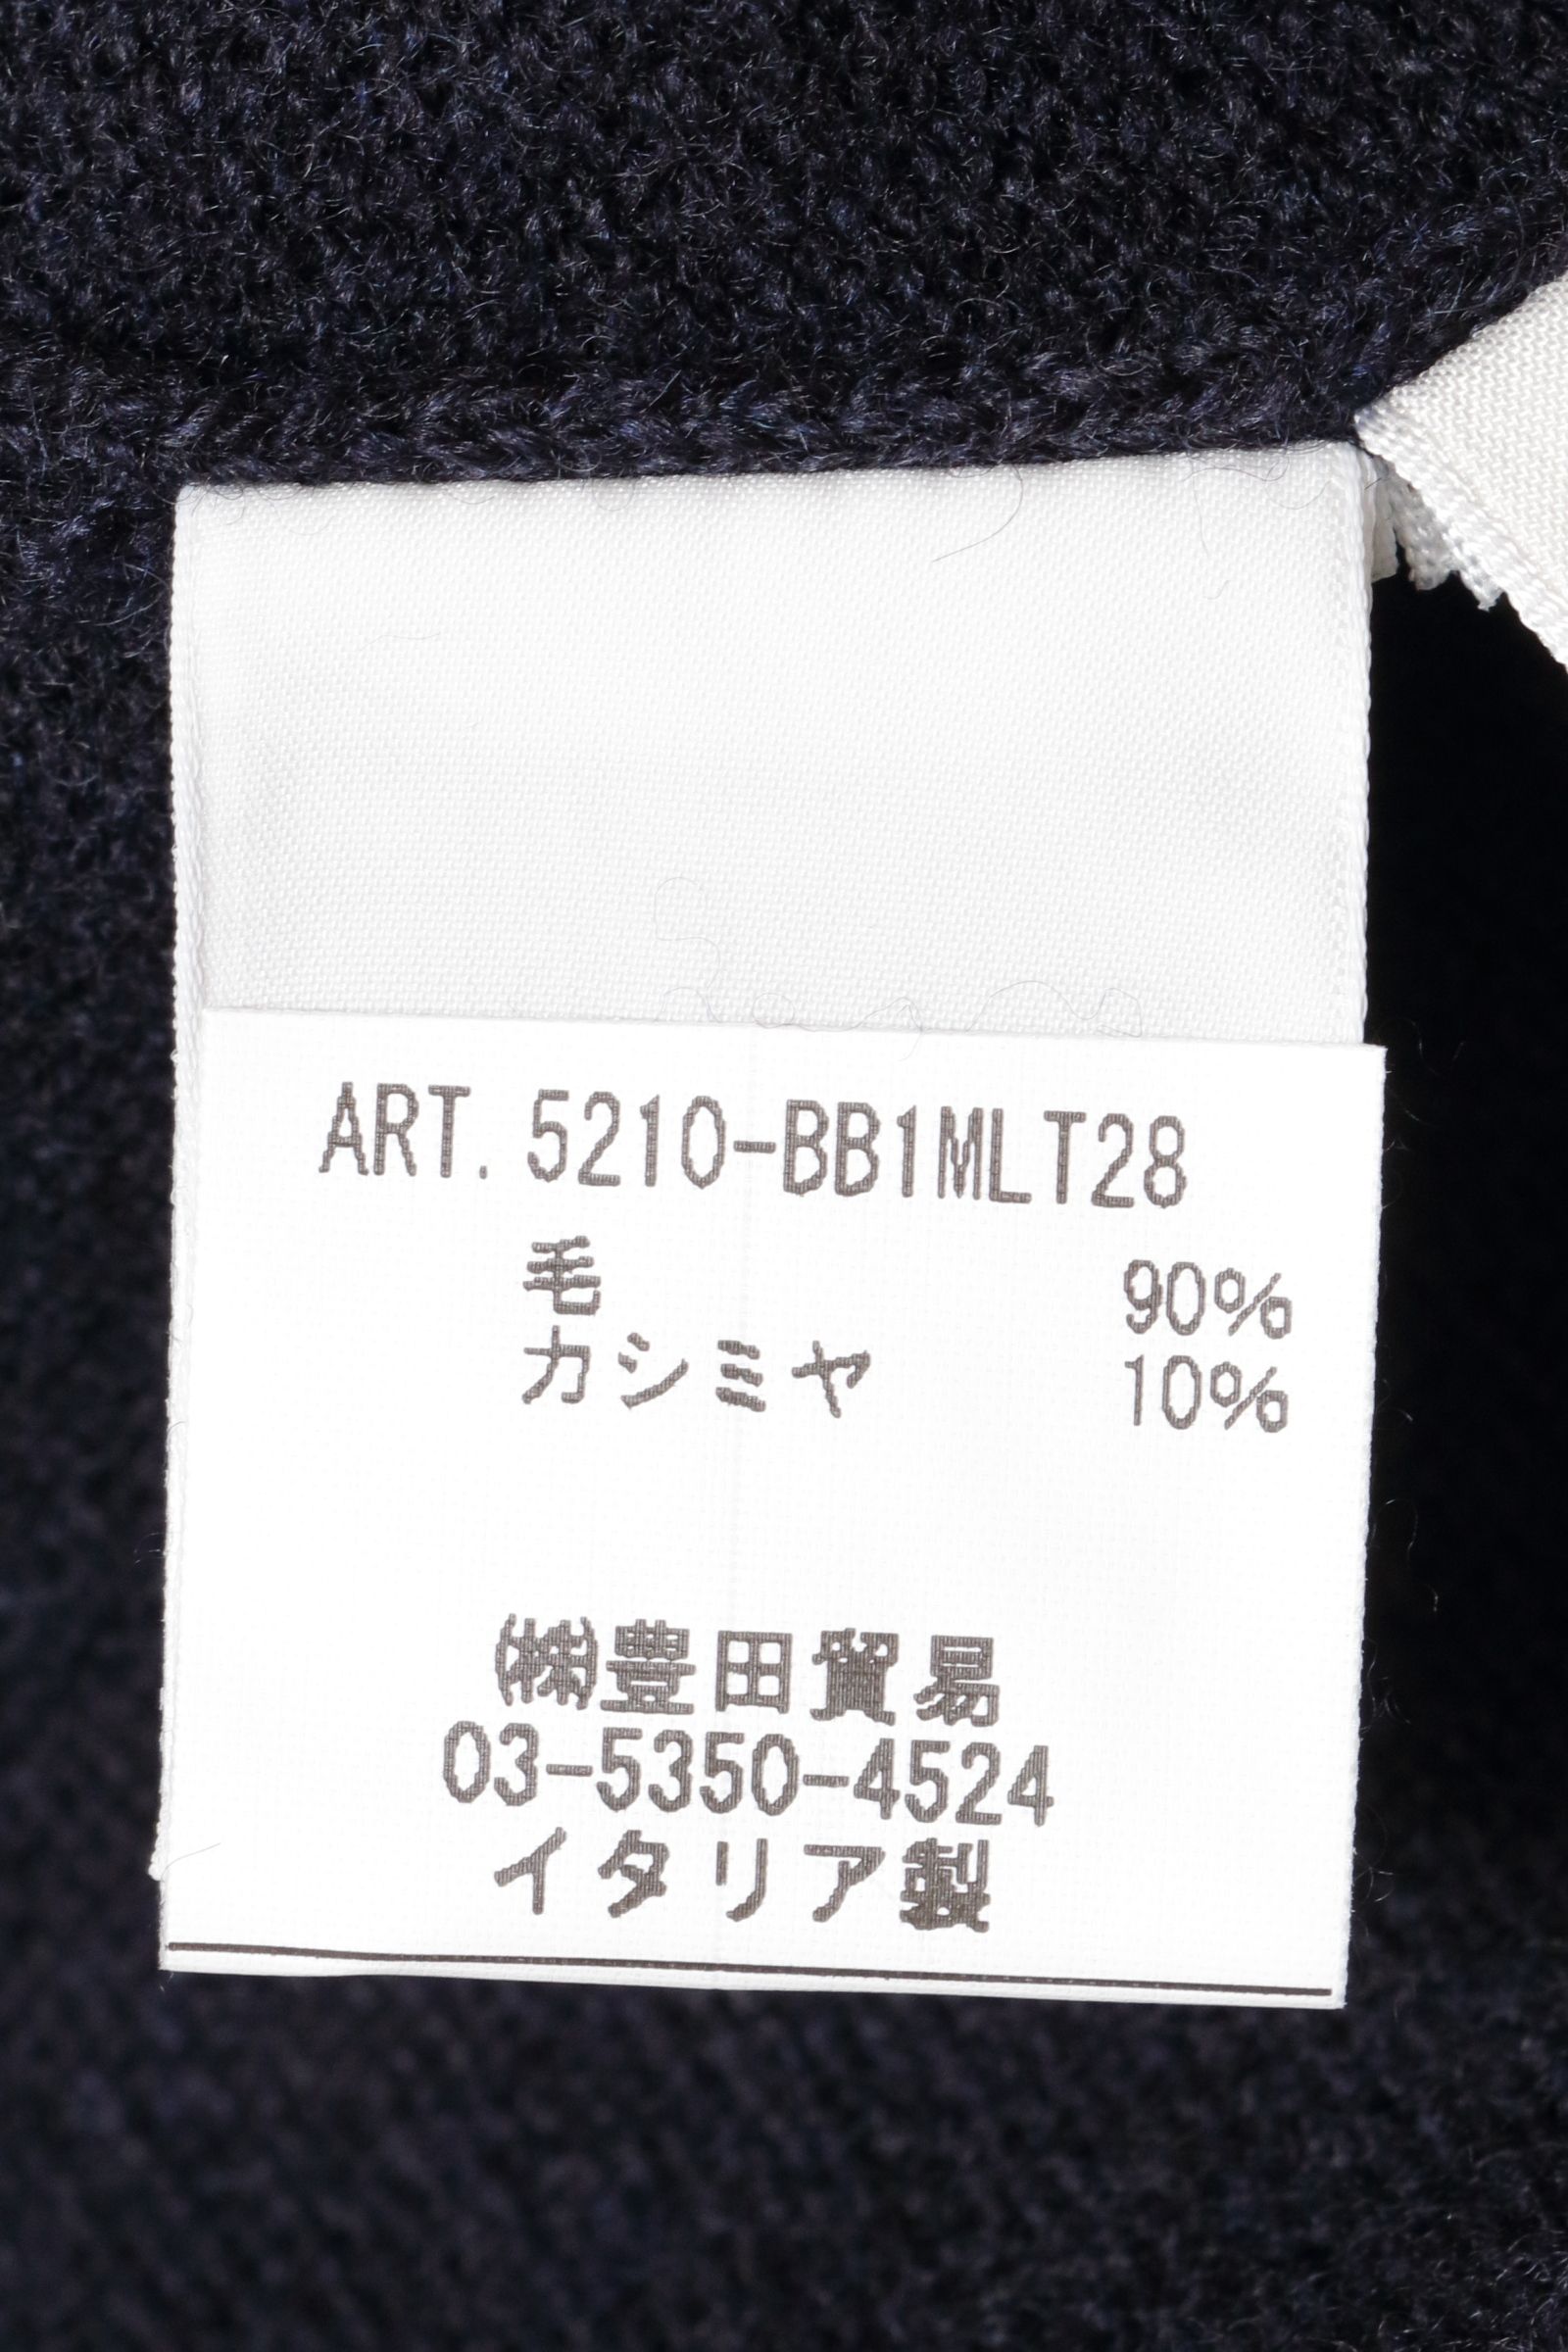 ART. 5210-BB1MLT28
毛 90%
カシミヤ 10%
㈱豊田貿易
03-5350-4524
イタリア製